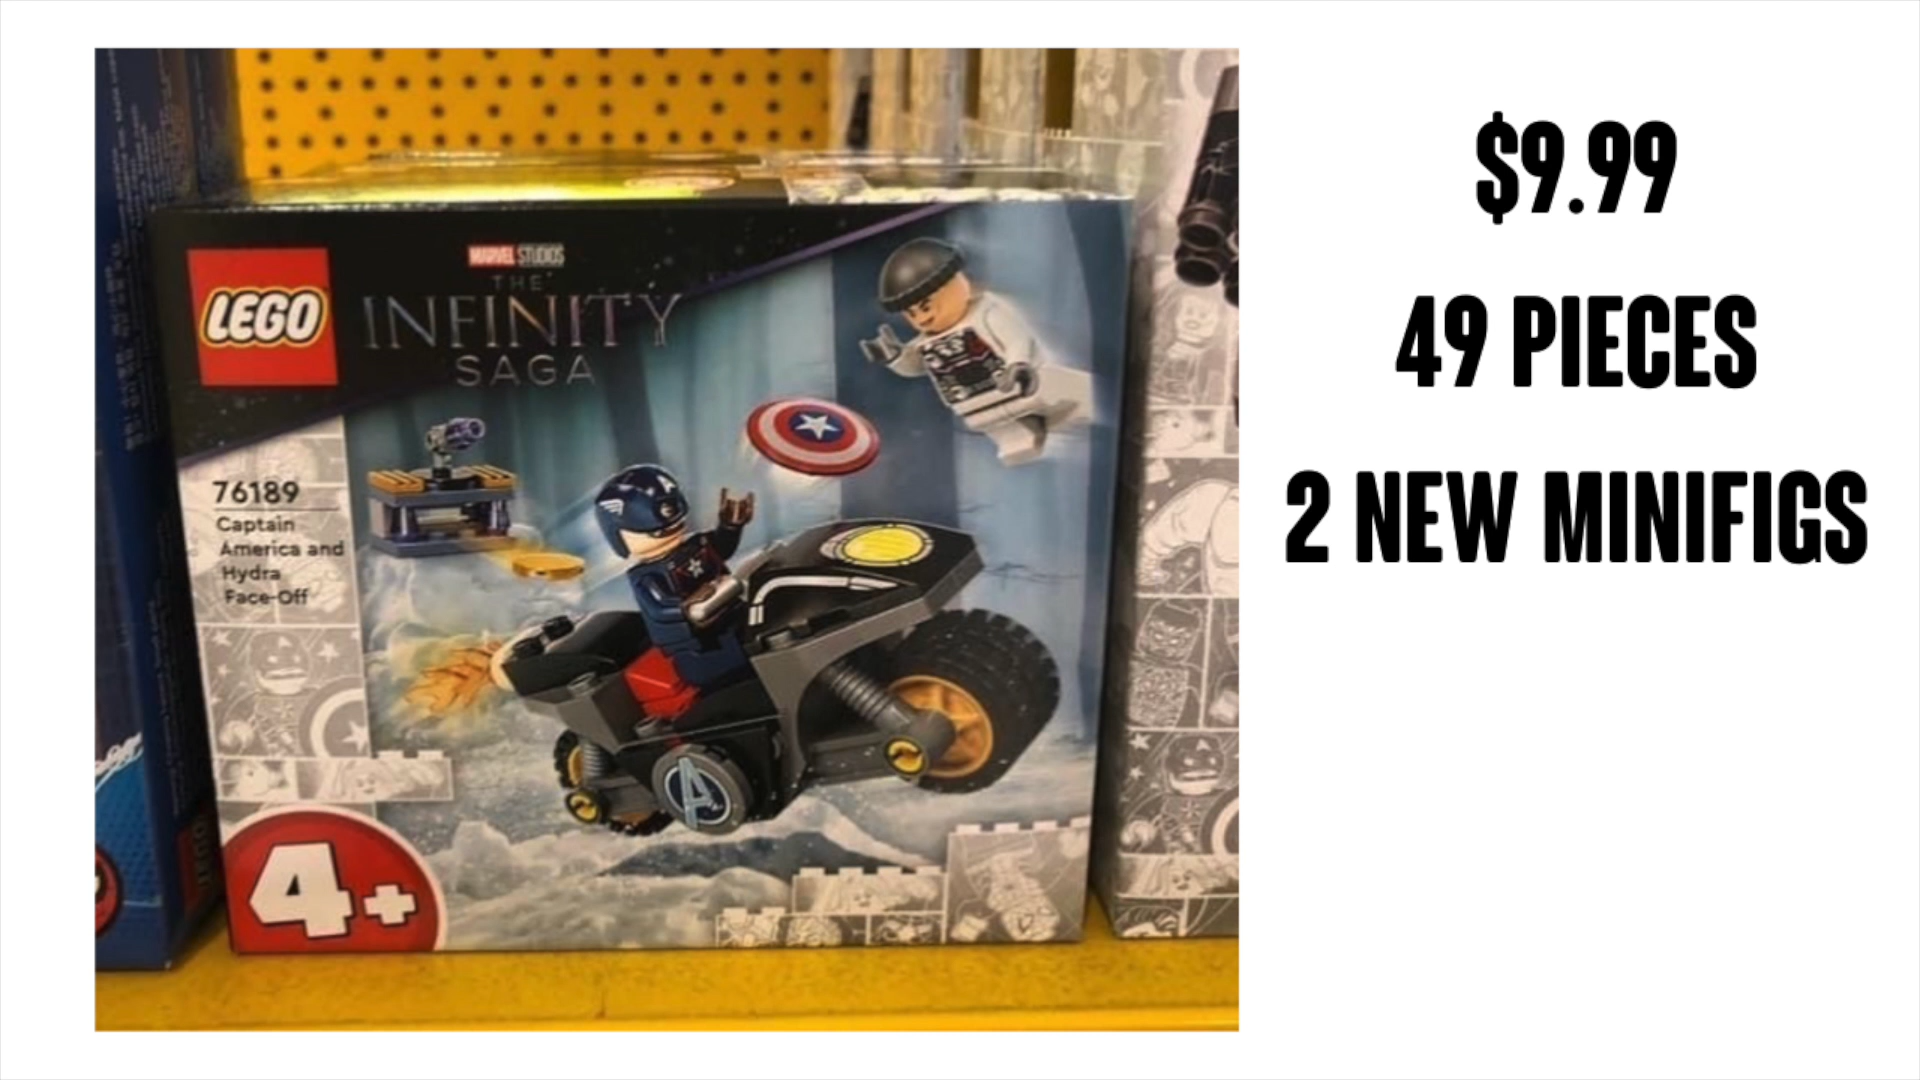 $9.99
49 PIECES
2 NEW MINIFIGS
LEGO
MARVEL STUDIOS
THE
INFINITY
SAGA
76189
Captain
America and
Hydra
Face-Off
A
4+